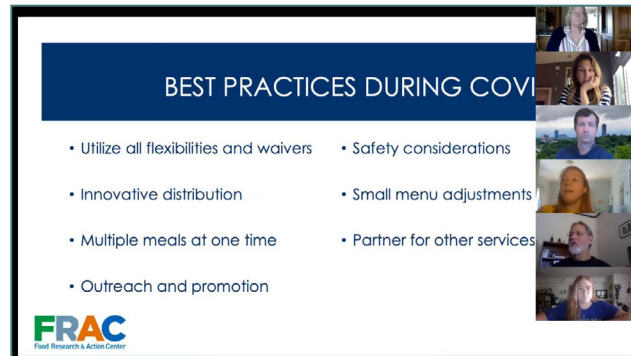 BEST PRACTICES DURING COVI
• Utilize all flexibilities and waivers
• Innovative distribution
• Multiple meals at one time
• Outreach and promotion
• Safety considerations
• Small menu adjustments
• Partner for other services
FRAC
Food Research & Action Center